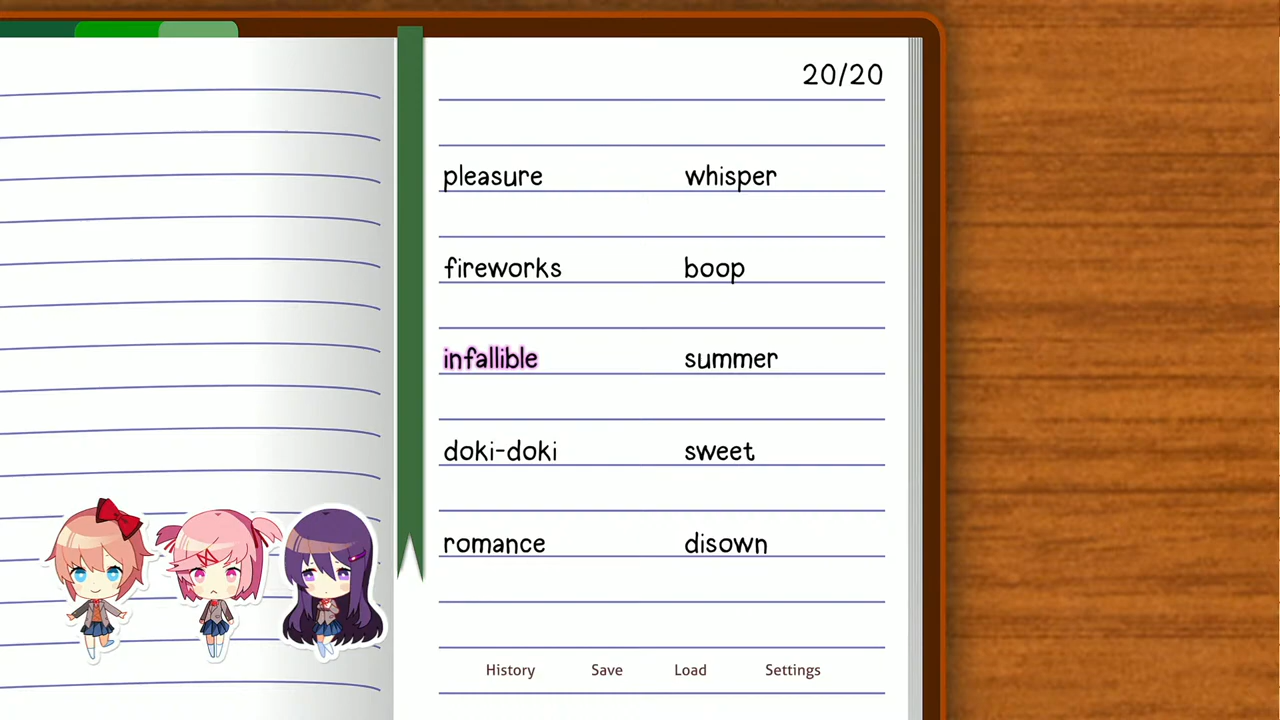 20/20
pleasure whisper
fireworks boop
infallible summer
doki-doki sweet
romance disown
History Save Load Settings